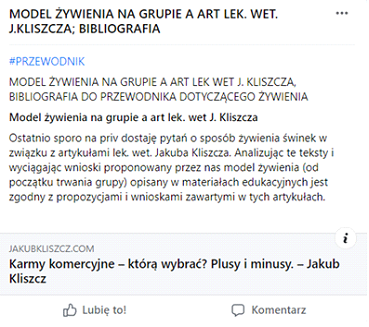 MODEL ŻYWIENIA NA GRUPIE A ART LEK. WET.
J.KLISZCZA; BIBLIOGRAFIA
#PRZEWODNIK
MODEL ŻYWIENIA NA GRUPIE A ART LEK WET J. KLISZCZA,
BIBLIOGRAFIA DO PRZEWODNIKA DOTYCZĄCEGO ŻYWIENIA
Model żywienia na grupie a art lek. wet J. Kliszcza
Ostatnio sporo na priv dostaję pytań o sposób żywienia świnek w
związku z artykułami lek. wet. Jakuba Kliszcza. Analizując te teksty i
wyciągając wnioski proponowany przez nas model żywienia (od
początku trwania grupy) opisany w materiałach edukacyjnych jest
zgodny z propozycjami i wnioskami zawartymi w tych artykułach.
JAKUBKLISZCZ.COM
Karmy komercyjne – którą wybrać? Plusy i minusy. – Jakub
Kliszcz
Lubię to!
Komentarz